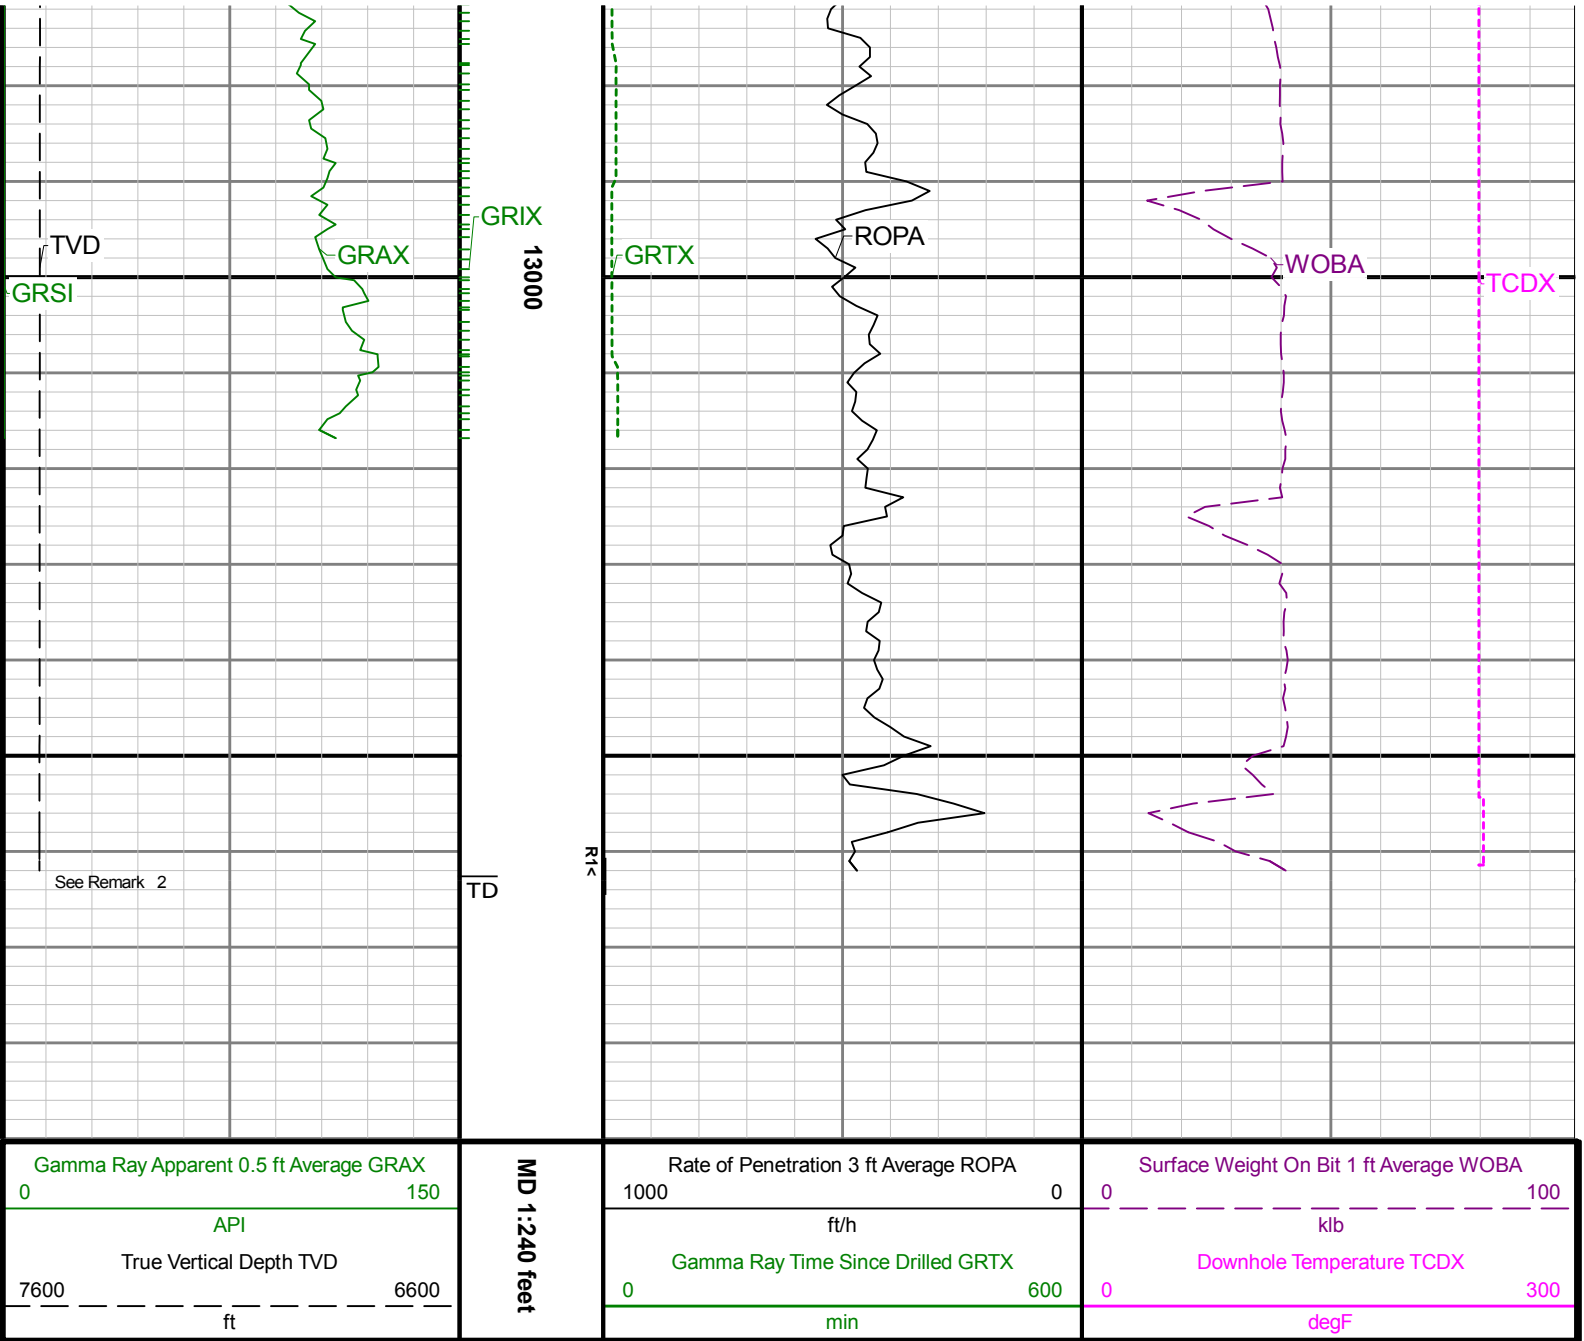 GRIX
TVD
GRAX
GRSI
13000
GRTX
ROPA
WOBA
TCDX
R1<
See Remark 2
TD
Gamma Ray Apparent 0.5 ft Average GRAX
0 150
API
True Vertical Depth TVD
7600 6600
ft
MD 1:240 feet
Rate of Penetration 3 ft Average ROPA
1000 0
ft/h
Gamma Ray Time Since Drilled GRTX
0 600
min
Surface Weight On Bit 1 ft Average WOBA
0 100
klb
Downhole Temperature TCDX
0 300
degF